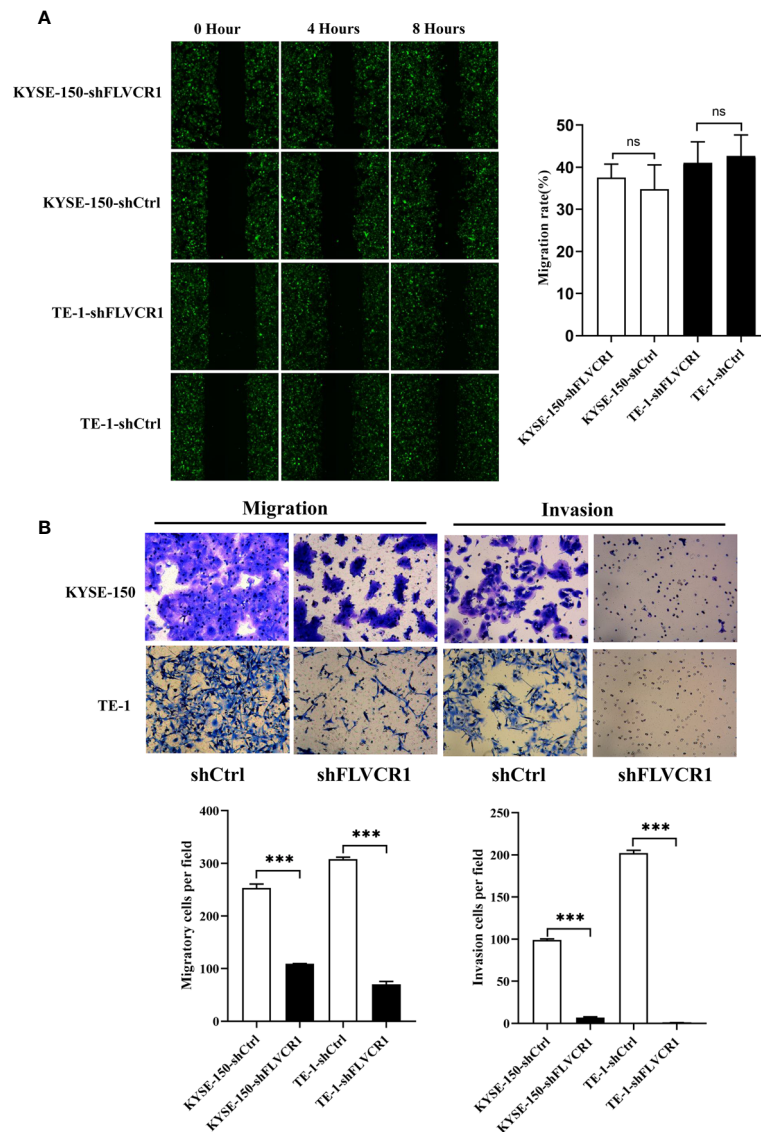 A
0 Hour 4 Hours 8 Hours
KYSE-150-shFLVCR1
KYSE-150-shCtrl
TE-1-shFLVCR1
TE-1-shCtrl
Migration rate(%)
50
40
30
20
10
0
ns
ns
KYSE-150-shFLVCR1
KYSE-150-shCtrl
TE-1-shFLVCR1
TE-1-shCtrl
B
Migration Invasion
KYSE-150
TE-1
shCtrl shFLVCR1 shCtrl shFLVCR1
Migratory cells per field
400
300
200
100
0
***
***
KYSE-150-shCtrl
KYSE-150-shFLVCR1
TE-1-shCtrl
TE-1-shFLVCR1
Invasion cells per field
250
200
150
100
50
0
***
***
KYSE-150-shCtrl
KYSE-150-shFLVCR1
TE-1-shCtrl
TE-1-shFLVCR1